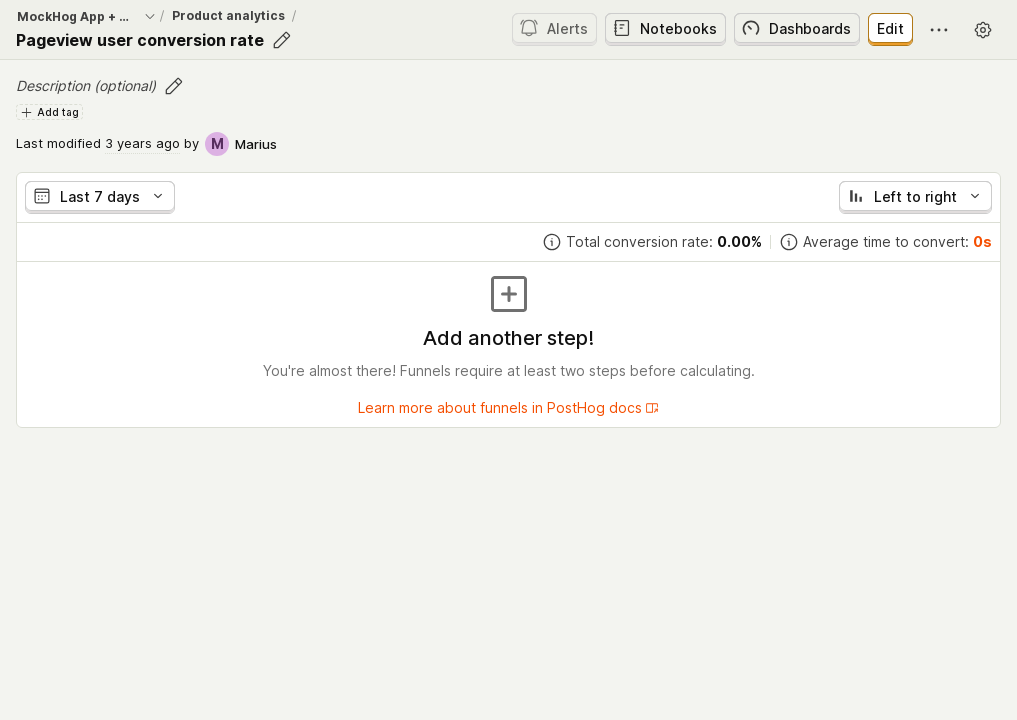 MockHog App + ... / Product analytics /
Pageview user conversion rate
Alerts Notebooks Dashboards Edit
Description (optional)
Add tag
Last modified 3 years ago by M Marius
Last 7 days Left to right
Total conversion rate: 0.00% Average time to convert: 0s
Add another step!
You're almost there! Funnels require at least two steps before calculating.
Learn more about funnels in PostHog docs